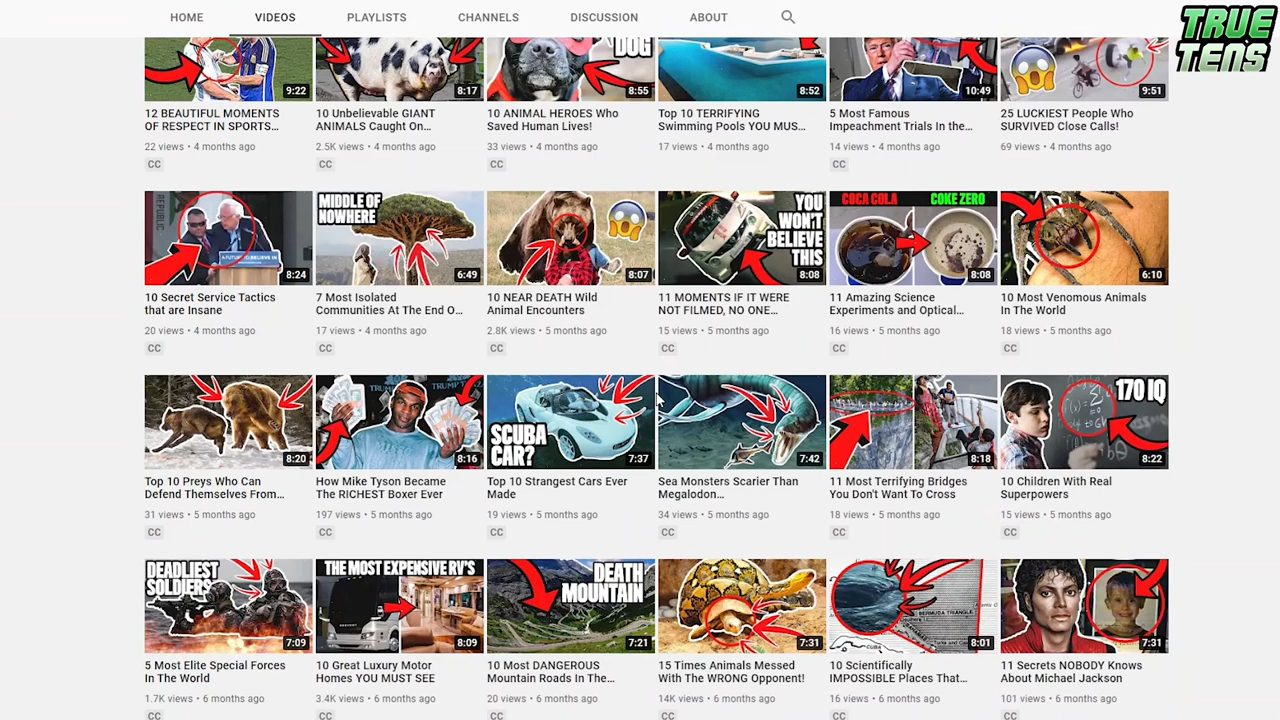 HOME VIDEOS PLAYLISTS CHANNELS DISCUSSION ABOUT
TRUE
TENS
DOG
9:22 8:17 8:55 8:52 10:49 9:51
12 BEAUTIFUL MOMENTS
OF RESPECT IN SPORTS...
22 views • 4 months ago
CC
10 Unbelievable GIANT
ANIMALS Caught On...
2.5K views • 4 months ago
CC
10 ANIMAL HEROES Who
Saved Human Lives!
33 views • 4 months ago
CC
Top 10 TERRIFYING
Swimming Pools YOU MUS...
17 views • 4 months ago
5 Most Famous
Impeachment Trials In the...
14 views • 4 months ago
CC
25 LUCKIEST People Who
SURVIVED Close Calls!
69 views • 4 months ago
REPUBLIC
A FUTURE TO BELIEVE IN
8:24
10 Secret Service Tactics
that are Insane
20 views • 4 months ago
CC
MIDDLE OF
NOWHERE
6:49
7 Most Isolated
Communities At The End O...
17 views • 4 months ago
CC
8:07
10 NEAR DEATH Wild
Animal Encounters
2.8K views • 5 months ago
CC
YOU
WON'T
BELIEVE
THIS
8:08
11 MOMENTS IF IT WERE
NOT FILMED, NO ONE...
15 views • 5 months ago
CC
COCA COLA COKE ZERO
8:08
11 Amazing Science
Experiments and Optical...
16 views • 5 months ago
CC
6:10
10 Most Venomous Animals
In The World
18 views • 5 months ago
CC
8:20
Top 10 Preys Who Can
Defend Themselves From...
31 views • 5 months ago
CC
TRUMP
8:16
How Mike Tyson Became
The RICHEST Boxer Ever
197 views • 5 months ago
CC
SCUBA
CAR?
7:37
Top 10 Strangest Cars Ever
Made
19 views • 5 months ago
CC
7:42
Sea Monsters Scarier Than
Megalodon...
34 views • 5 months ago
CC
8:18
11 Most Terrifying Bridges
You Don't Want To Cross
18 views • 5 months ago
CC
170 IQ
8:22
10 Children With Real
Superpowers
15 views • 5 months ago
CC
DEADLIEST
SOLDIERS
7:09
5 Most Elite Special Forces
In The World
1.7K views • 6 months ago
CC
THE MOST EXPENSIVE RV'S
8:09
10 Great Luxury Motor
Homes YOU MUST SEE
3.4K views • 6 months ago
CC
DEATH
MOUNTAIN
7:21
10 Most DANGEROUS
Mountain Roads In The...
20 views • 6 months ago
CC
7:31
15 Times Animals Messed
With The WRONG Opponent!
14K views • 6 months ago
CC
BERMUDA TRIANGLE
CUBA
8:01
10 Scientifically
IMPOSSIBLE Places That...
16 views • 6 months ago
CC
7:31
11 Secrets NOBODY Knows
About Michael Jackson
101 views • 6 months ago
CC